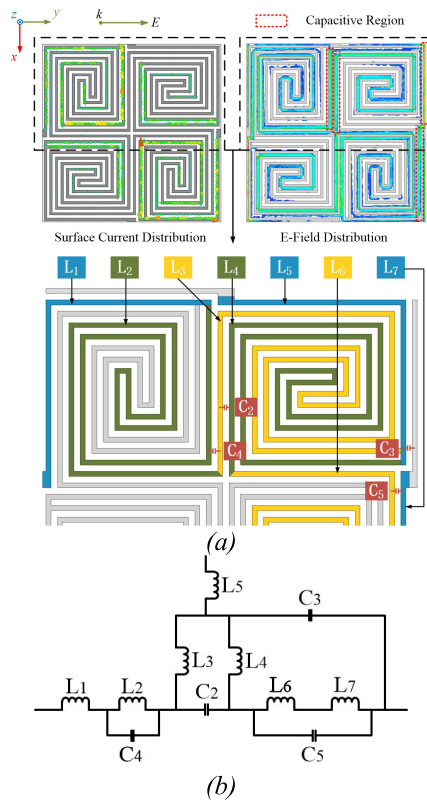 z y k E Capacitive Region
x
Surface Current Distribution E-Field Distribution
L1 L2 L3 L4 L5 L6 L7
C2
C4 C3
C5
(a)
L5
C3
L3 L4
L1 L2 C2 L6 L7
C4 C5
(b)